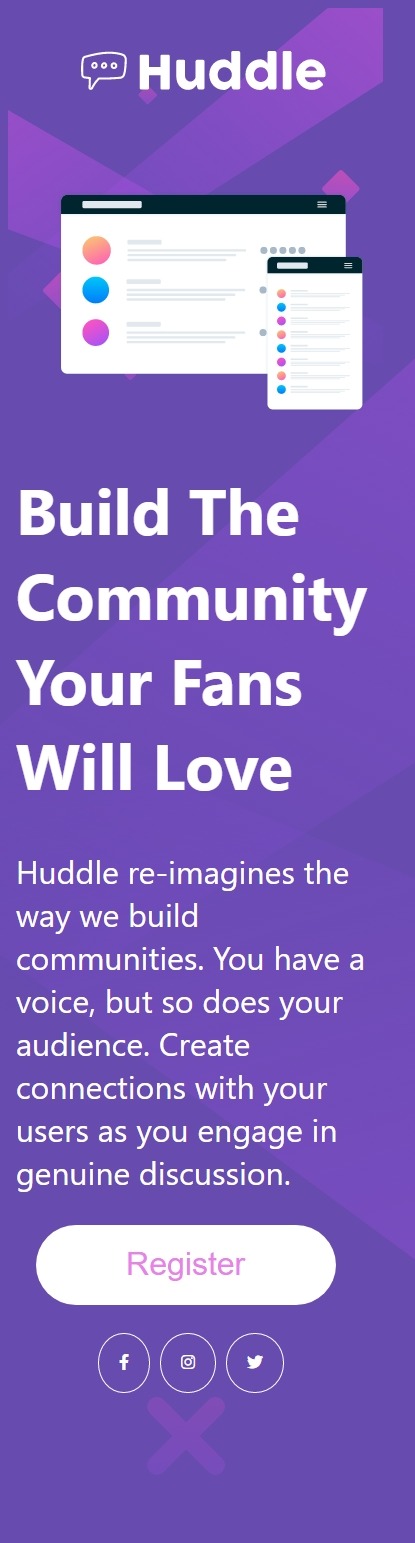 Huddle
Build The
Community
Your Fans
Will Love
Huddle re-imagines the
way we build
communities. You have a
voice, but so does your
audience. Create
connections with your
users as you engage in
genuine discussion.
Register